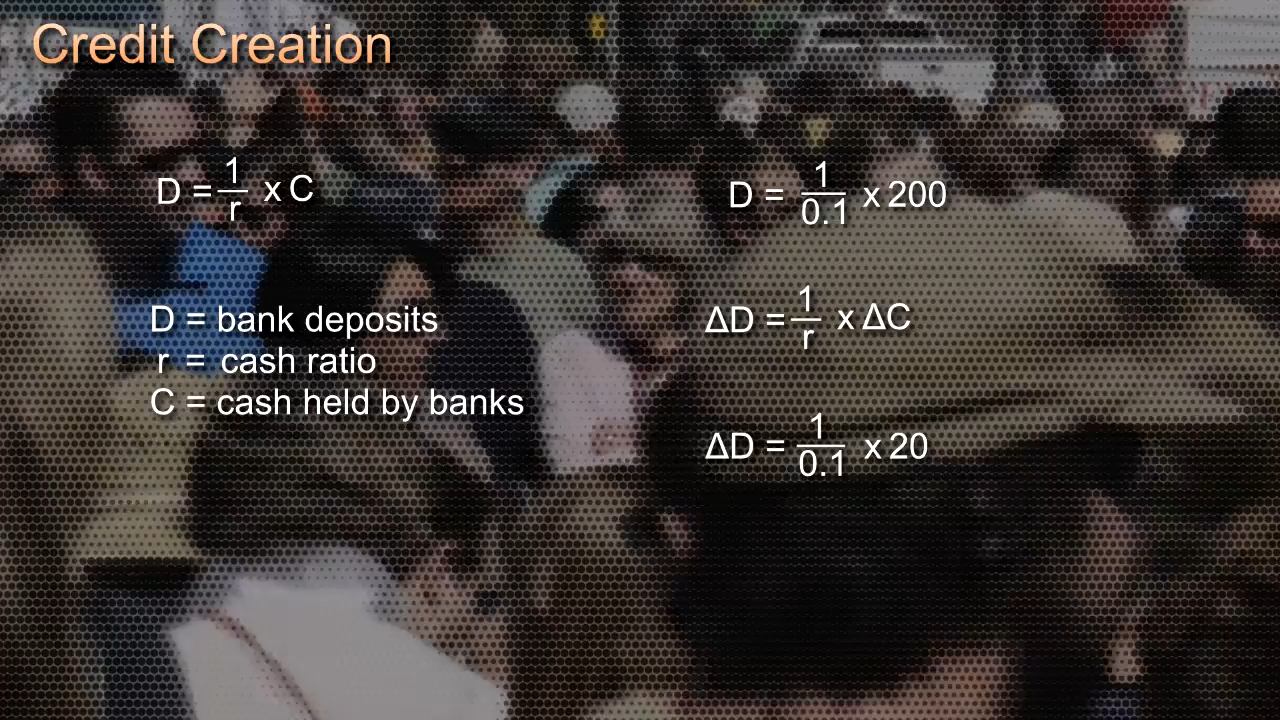 Credit Creation
D = 1/r x C
D = bank deposits
r = cash ratio
C = cash held by banks
D = 1/0.1 x 200
ΔD = 1/r x ΔC
ΔD = 1/0.1 x 20